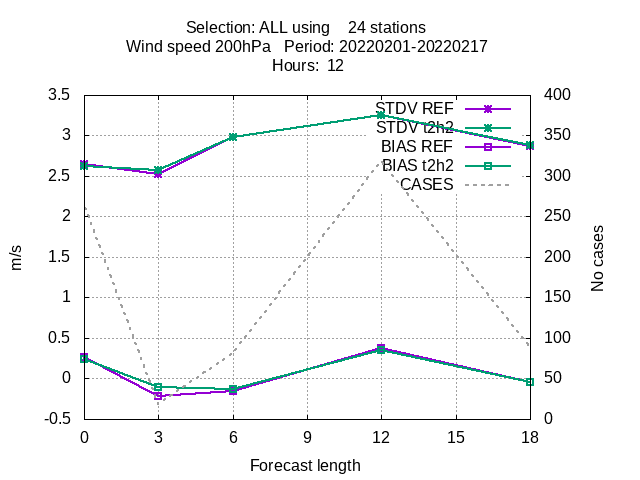 Selection: ALL using 24 stations
Wind speed 200hPa Period: 20220201-20220217
Hours: 12
3.5
3
2.5
2
1.5
1
0.5
0
-0.5
m/s
400
350
300
250
200
150
100
50
0
No cases
STDV REF
STDV t2h2
BIAS REF
BIAS t2h2
CASES
0 3 6 9 12 15 18
Forecast length